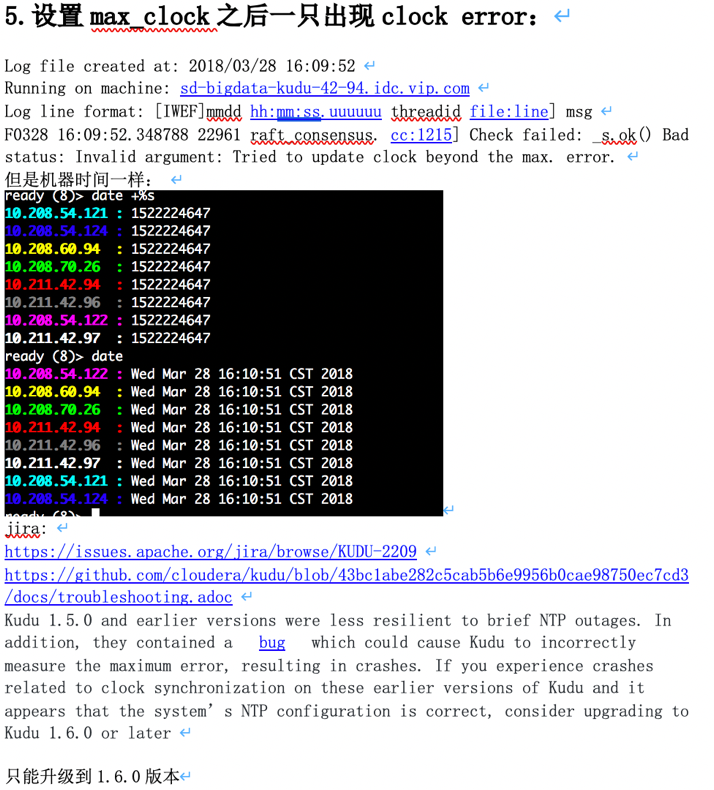 5.设置 max_clock 之后一只出现 clock error：
Log file created at: 2018/03/28 16:09:52
Running on machine: sd-bigdata-kudu-42-94.idc.vip.com
Log line format: [IWEF]mmdd hh:mm:ss.uuuuuu threadid file:line] msg
F0328 16:09:52.348788 22961 raft_consensus. cc:1215] Check failed: _s.ok() Bad
status: Invalid argument: Tried to update clock beyond the max. error.
但是机器时间一样：
ready (8)> date +%s
10.208.54.121 : 1522224647
10.208.54.124 : 1522224647
10.208.60.94 : 1522224647
10.208.70.26 : 1522224647
10.211.42.94 : 1522224647
10.211.42.96 : 1522224647
10.208.54.122 : 1522224647
10.211.42.97 : 1522224647
ready (8)> date
10.208.54.122 : Wed Mar 28 16:10:51 CST 2018
10.208.60.94 : Wed Mar 28 16:10:51 CST 2018
10.208.70.26 : Wed Mar 28 16:10:51 CST 2018
10.211.42.94 : Wed Mar 28 16:10:51 CST 2018
10.211.42.96 : Wed Mar 28 16:10:51 CST 2018
10.211.42.97 : Wed Mar 28 16:10:51 CST 2018
10.208.54.121 : Wed Mar 28 16:10:51 CST 2018
10.208.54.124 : Wed Mar 28 16:10:51 CST 2018
ready (8)>
jira:
https://issues.apache.org/jira/browse/KUDU-2209
https://github.com/cloudera/kudu/blob/43bc1abe282c5cab5b6e9956b0cae98750ec7cd3
/docs/troubleshooting.adoc
Kudu 1.5.0 and earlier versions were less resilient to brief NTP outages. In
addition, they contained a bug which could cause Kudu to incorrectly
measure the maximum error, resulting in crashes. If you experience crashes
related to clock synchronization on these earlier versions of Kudu and it
appears that the system’s NTP configuration is correct, consider upgrading to
Kudu 1.6.0 or later
只能升级到 1.6.0 版本